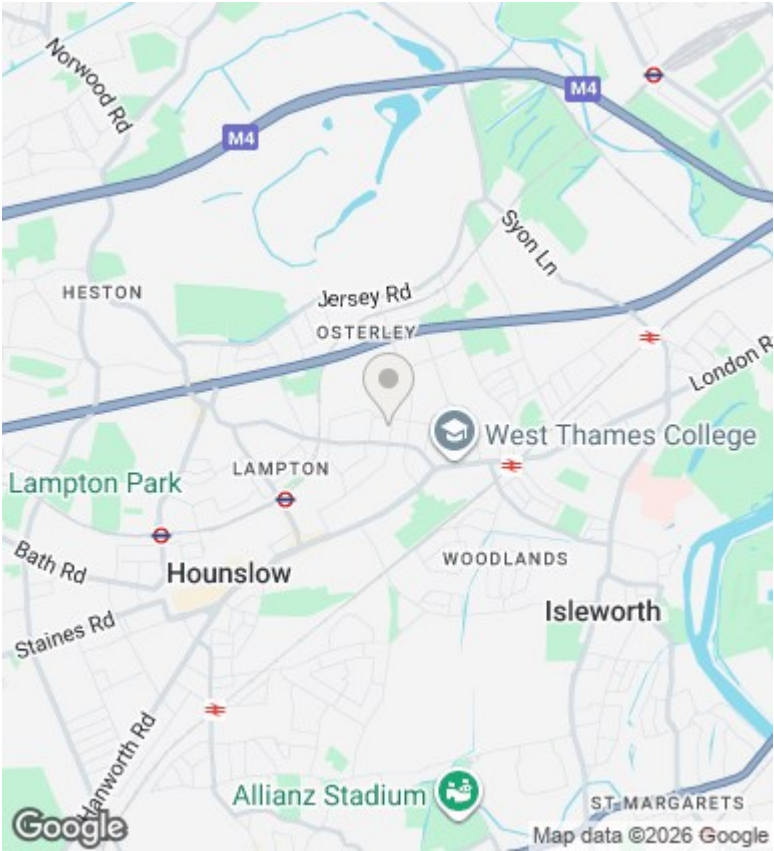 Norwood Rd
M4
M4
Syon Ln
HESTON
Jersey Rd
OSTERLEY
London R
West Thames College
LAMPTON
Lampton Park
Bath Rd
WOODLANDS
Hounslow
Isleworth
Staines Rd
Hanworth Rd
Allianz Stadium
ST MARGARETS
Google
Map data ©2026 Google